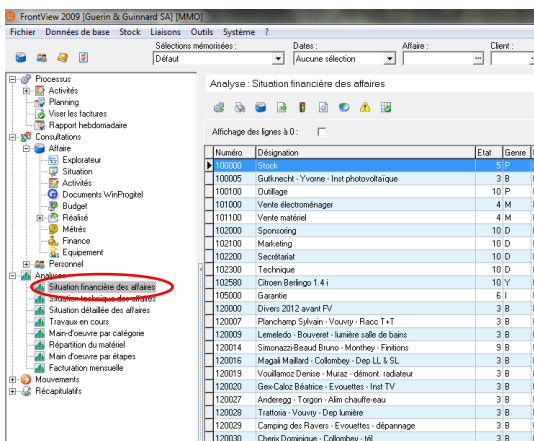 FrontView 2009 [Guerin & Guinnard SA] [MMO]
Fichier Données de base Stock Liaisons Outils Système ?
Sélections mémorisées : Dates : Affaire : Client :
Défaut Aucune sélection
Processus
Activités
Planning
Viser les factures
Rapport hebdomadaire
Consultations
Affaire
Explorateur
Situation
Activités
Documents WinProgitel
Budget
Réalisé
Métrés
Finance
Equipement
Personnel
Analyses
Situation financière des affaires
Situation technique des affaires
Situation détaillée des affaires
Travaux en cours
Main-d'oeuvre par catégorie
Répartition du matériel
Main d'oeuvre par étapes
Facturation mensuelle
Mouvements
Récapitulatifs
Analyse : Situation financière des affaires
Affichage des lignes à 0 :
Numéro Désignation Etat Genre
100000 Stock 5 P
100005 Gutknecht - Yvorne - Inst photovoltaïque 3 B
100100 Outillage 10 P
101000 Vente électroménager 4 M
101100 Vente matériel 4 M
102000 Sponsoring 10 D
102100 Marketing 10 D
102200 Secrétariat 10 D
102300 Technique 10 D
102580 Citroen Berlingo 1.4 i 10 Y
105000 Garantie 6 I
120000 Divers 2012 avant FV 3 B
120007 Planchamp Sylvain - Vouvry - Racc T+T 3 B
120009 Lemeledo - Bouveret - lumière salle de bains 3 B
120014 Simonazzi-Beaud Bruno - Monthey - Finitions 9 B
120016 Magali Maillard - Collombey - Dep LL & SL 3 B
120019 Vouillamoz Denise - Muraz - démont. radiateur 3 B
120020 Gex-Caloz Béatrice - Evouettes - Inst TV 3 B
120027 Anderegg - Torgon - Alim chauffe-eau 3 B
120028 Trattoria - Vouvry - Dep lumière 3 B
120029 Camping des Ravers - Evouettes - dépannage 3 B
120030 Cherix Dominique - Collombey - tél 3 B